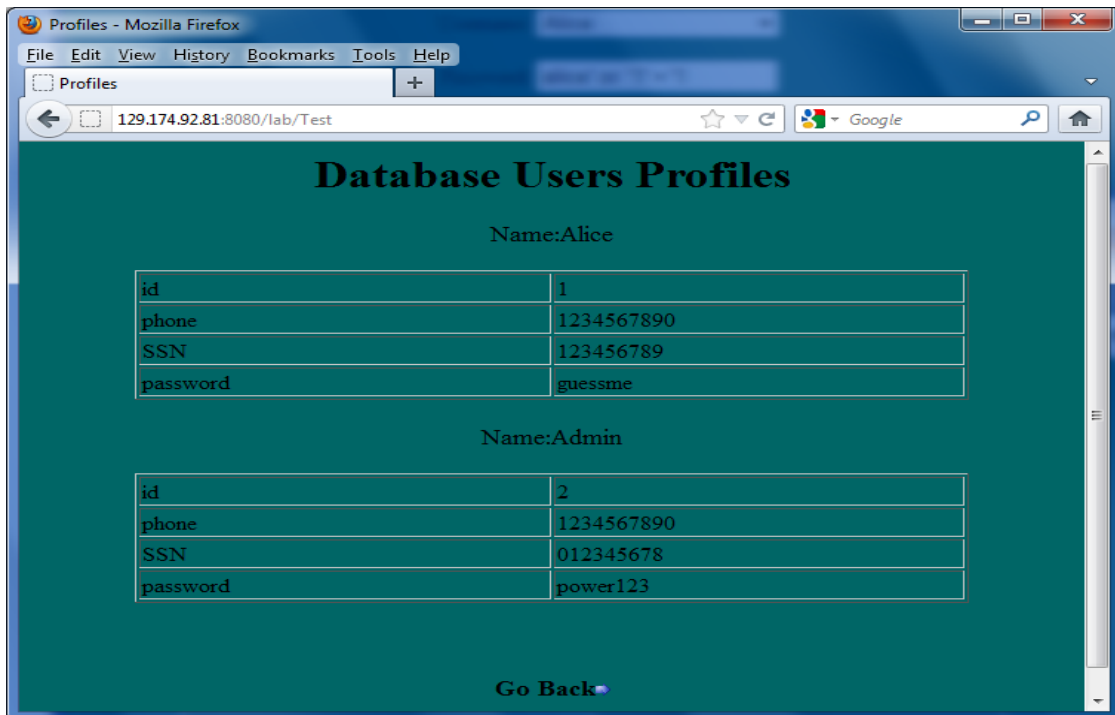 Profiles - Mozilla Firefox
File Edit View History Bookmarks Tools Help
Profiles
129.174.92.81:8080/lab/Test
Google
Database Users Profiles
Name:Alice
id 1
phone 1234567890
SSN 123456789
password guessme
Name:Admin
id 2
phone 1234567890
SSN 012345678
password power123
Go Back